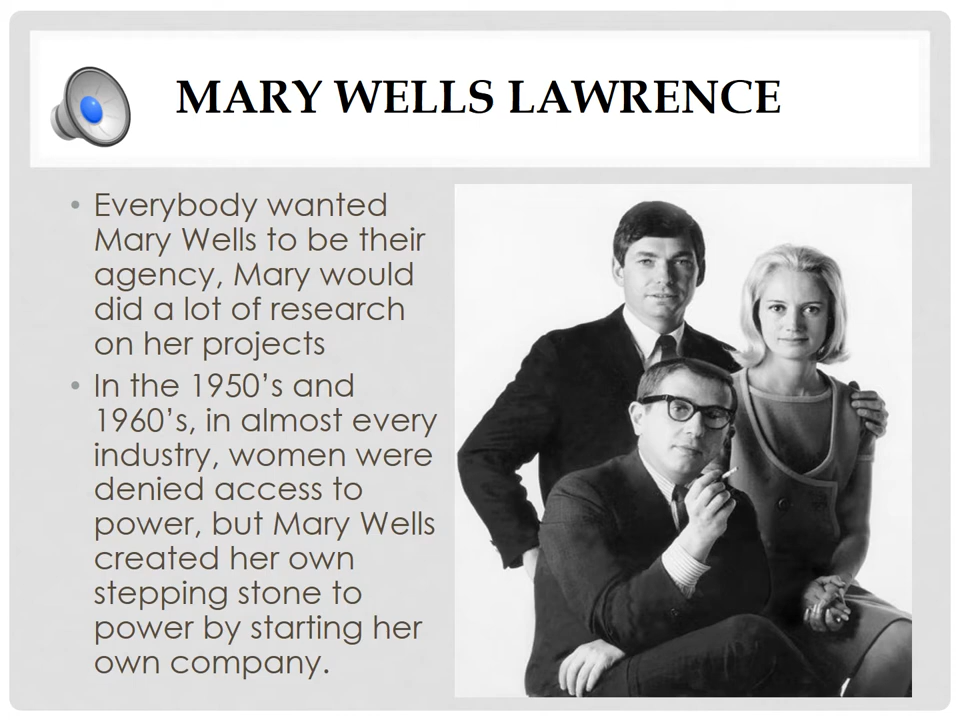 MARY WELLS LAWRENCE
• Everybody wanted
Mary Wells to be their
agency, Mary would
did a lot of research
on her projects
• In the 1950’s and
1960’s, in almost every
industry, women were
denied access to
power, but Mary Wells
created her own
stepping stone to
power by starting her
own company.